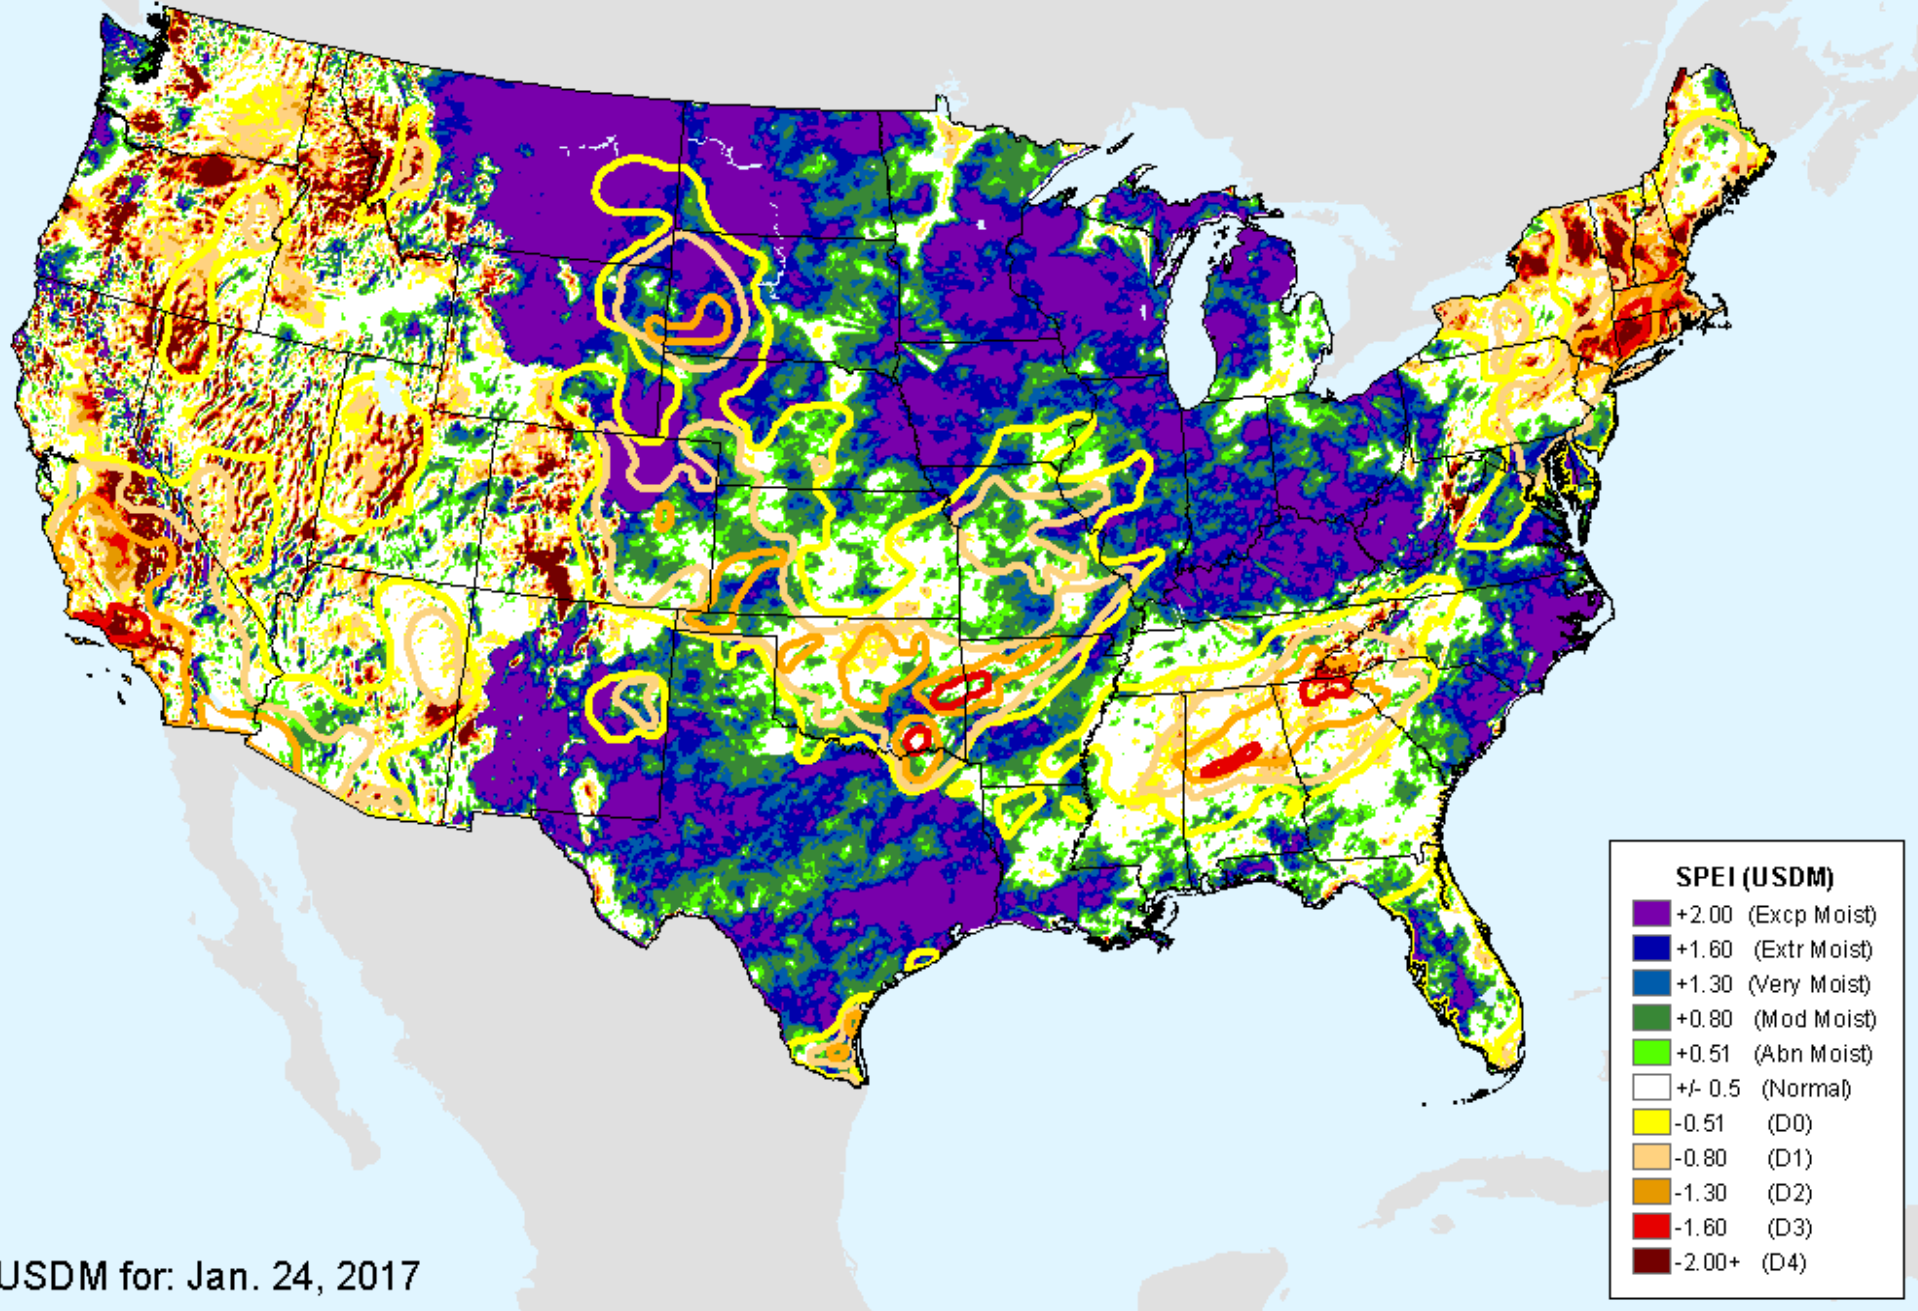 SPEI (USDM)
+2.00 (Excp Moist)
+1.60 (Extr Moist)
+1.30 (Very Moist)
+0.80 (Mod Moist)
+0.51 (Abn Moist)
+/- 0.5 (Normal)
-0.51 (D0)
-0.80 (D1)
-1.30 (D2)
-1.60 (D3)
-2.00+ (D4)
USDM for: Jan. 24, 2017